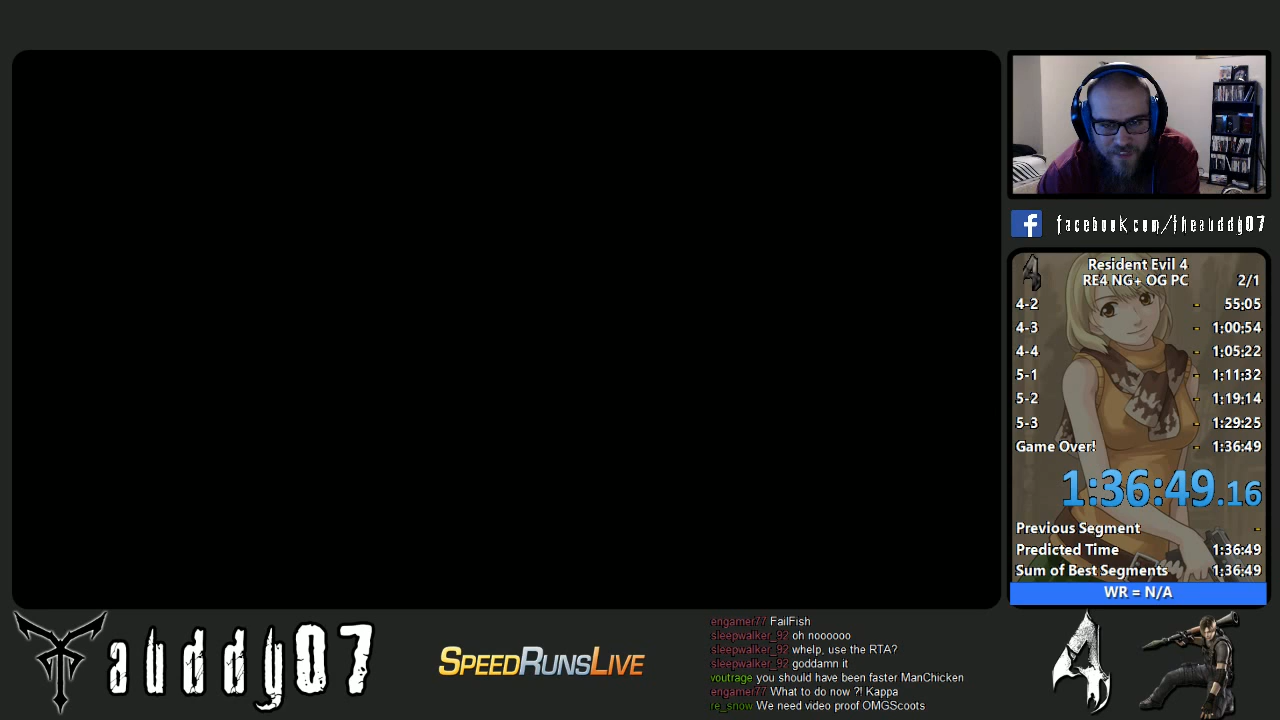 facebook.com/theauddy07
Resident Evil 4
RE4 NG+ OG PC 2/1
4-2 - 55:05
4-3 - 1:00:54
4-4 - 1:05:22
5-1 - 1:11:32
5-2 - 1:19:14
5-3 - 1:29:25
Game Over! - 1:36:49
1:36:49.16
Previous Segment -
Predicted Time 1:36:49
Sum of Best Segments 1:36:49
WR = N/A
auddy07
SPEEDRUNSLIVE
engamer77 FailFish
sleepwalker_92 oh nooooo
sleepwalker_92 whelp, use the RTA?
sleepwalker_92 goddamn it
voutrage you should have been faster ManChicken
engamer77 What to do now ?! Kappa
re_snow We need video proof OMGScoots
4